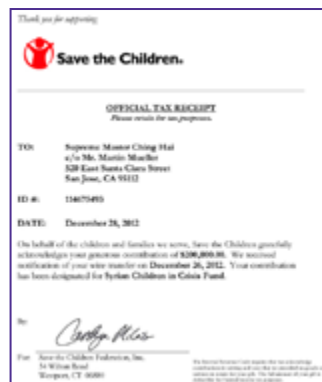 Thank you for supporting
Save the Children.
OFFICIAL TAX RECEIPT
Please retain for tax purposes.
TO: Supreme Master Ching Hai
c/o Mr. Martin Mueller
520 East Santa Clara Street
San Jose, CA 95112
ID #:
DATE: December 28, 2012
On behalf of the children and families we serve, Save the Children gratefully
acknowledges your generous contribution of $200,000.00. We received
notification of your wire transfer on December 26, 2012. Your contribution
has been designated for Syrian Children in Crisis Fund.
By:
For: Save the Children Federation, Inc.
54 Wilton Road
Westport, CT